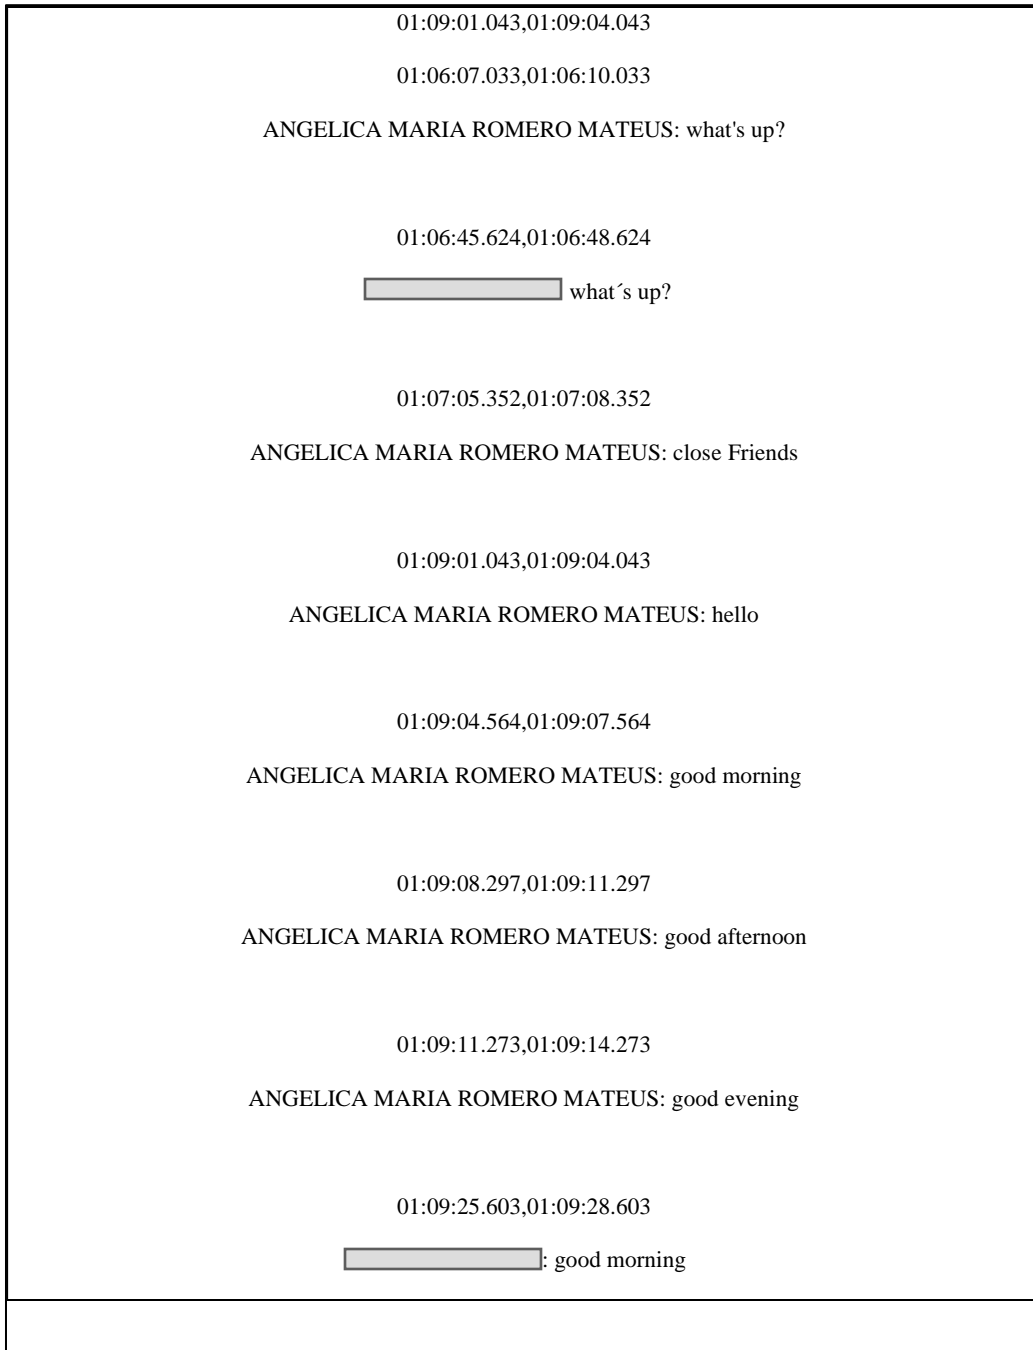 01:09:01.043,01:09:04.043
01:06:07.033,01:06:10.033
ANGELICA MARIA ROMERO MATEUS: what's up?
01:06:45.624,01:06:48.624
what´s up?
01:07:05.352,01:07:08.352
ANGELICA MARIA ROMERO MATEUS: close Friends
01:09:01.043,01:09:04.043
ANGELICA MARIA ROMERO MATEUS: hello
01:09:04.564,01:09:07.564
ANGELICA MARIA ROMERO MATEUS: good morning
01:09:08.297,01:09:11.297
ANGELICA MARIA ROMERO MATEUS: good afternoon
01:09:11.273,01:09:14.273
ANGELICA MARIA ROMERO MATEUS: good evening
01:09:25.603,01:09:28.603
: good morning